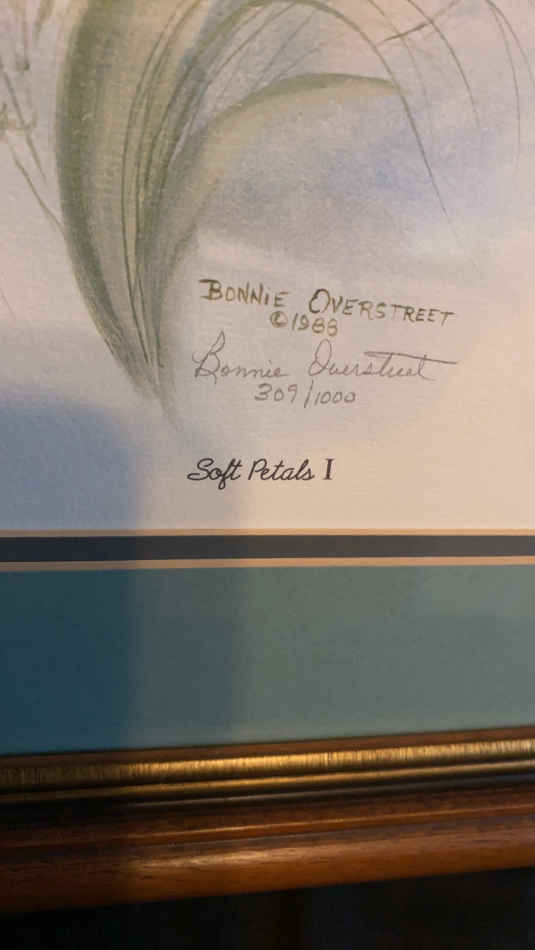 BONNIE OVERSTREET
©1988
Bonnie Overstreet
309/1000
Soft Petals I